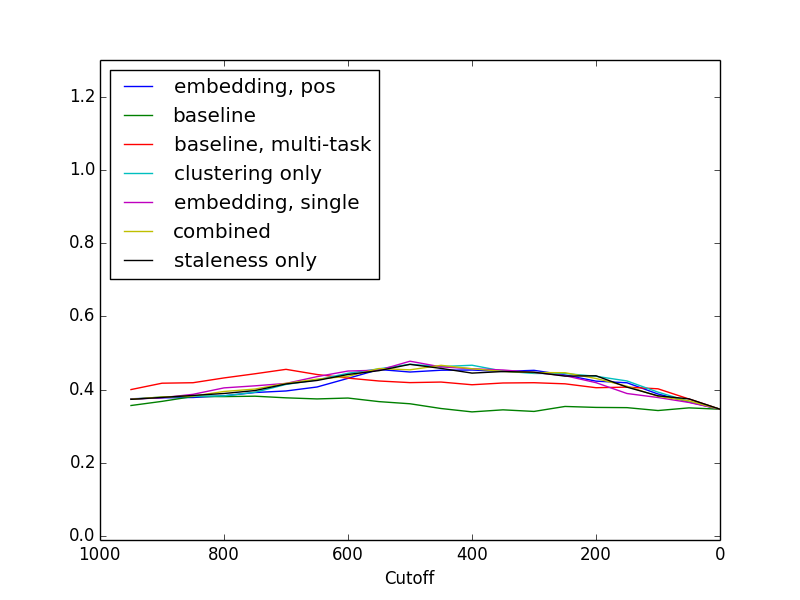 embedding, pos
baseline
baseline, multi-task
clustering only
embedding, single
combined
staleness only
1.2
1.0
0.8
0.6
0.4
0.2
0.0
1000 800 600 400 200 0
Cutoff